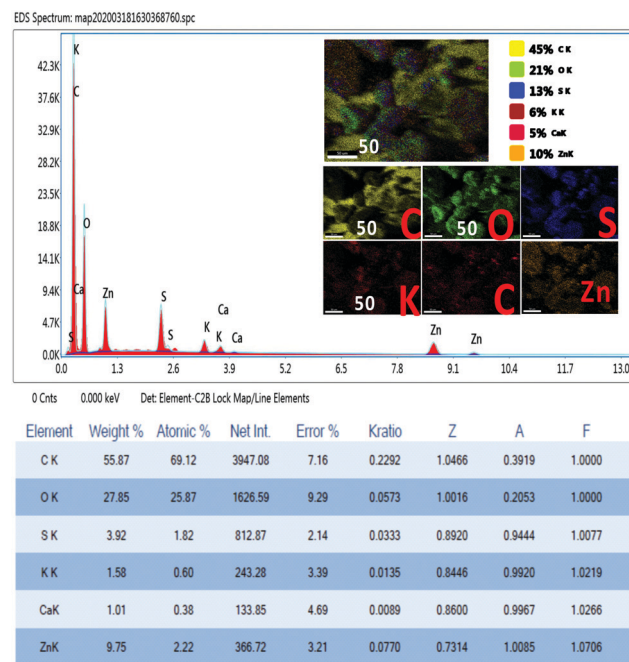 EDS Spectrum: map202003181630368760.spc
42.3K
37.6K
32.9K
28.2K
23.5K
18.8K
14.1K
9.4K
4.7K
0.0K
K
C
O
Ca
S
Zn
S
S
K
Ca
K
Ca
Zn
Zn
0.0 1.3 2.6 3.9 5.2 6.5 7.8 9.1 10.4 11.7 13.0
50
45% C K
21% O K
13% S K
6% K K
5% CaK
10% ZnK
C 50 O S
50 K C Zn
0 Cnts 0.000 keV Det: Element-C2B Lock Map/Line Elements
Element Weight % Atomic % Net Int. Error % Kratio Z A F
C K 55.87 69.12 3947.08 7.16 0.2292 1.0466 0.3919 1.0000
O K 27.85 25.87 1626.59 9.29 0.0573 1.0016 0.2053 1.0000
S K 3.92 1.82 812.87 2.14 0.0333 0.8920 0.9444 1.0077
K K 1.58 0.60 243.28 3.39 0.0135 0.8446 0.9920 1.0219
CaK 1.01 0.38 133.85 4.69 0.0089 0.8600 0.9967 1.0266
ZnK 9.75 2.22 366.72 3.21 0.0770 0.7314 1.0085 1.0706